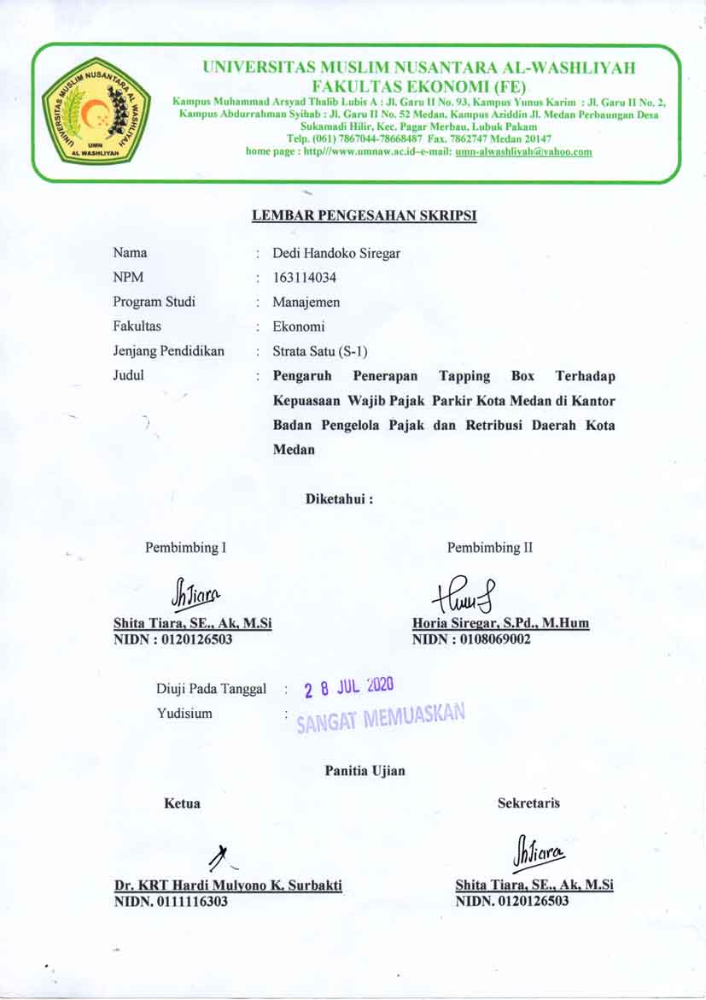 UNIVERSITAS MUSLIM NUSANTARA AL WASHLIYAH
UMN
AL WASHLIYAH
UNIVERSITAS MUSLIM NUSANTARA AL-WASHLIYAH
FAKULTAS EKONOMI (FE)
Kampus Muhammad Arsyad Thalib Lubis A : Jl. Garu II No. 93, Kampus Yunus Karim : Jl. Garu II No. 2,
Kampus Abdurrahman Syihab : Jl. Garu II No. 52 Medan, Kampus Aziddin Jl. Medan Perbaungan Desa
Sukamadi Hilir, Kec. Pagar Merbau, Lubuk Pakam
Telp. (061) 7867044-78668487 Fax. 7862747 Medan 20147
home page : http///www.umnaw.ac.id–e-mail: umn-alwashliyah@yahoo.com
LEMBAR PENGESAHAN SKRIPSI
Nama : Dedi Handoko Siregar
NPM : 163114034
Program Studi : Manajemen
Fakultas : Ekonomi
Jenjang Pendidikan : Strata Satu (S-1)
Judul : Pengaruh Penerapan Tapping Box Terhadap
Kepuasaan Wajib Pajak Parkir Kota Medan di Kantor
Badan Pengelola Pajak dan Retribusi Daerah Kota
Medan
Diketahui :
Pembimbing I Pembimbing II
ShTiara
Shita Tiara, SE., Ak, M.Si Horia Siregar, S.Pd., M.Hum
NIDN : 0120126503 NIDN : 0108069002
Diuji Pada Tanggal : 28 JUL 2020
Yudisium : SANGAT MEMUASKAN
Panitia Ujian
Ketua Sekretaris
ShTiara
Dr. KRT Hardi Mulyono K. Surbakti Shita Tiara, SE., Ak, M.Si
NIDN. 0111116303 NIDN. 0120126503